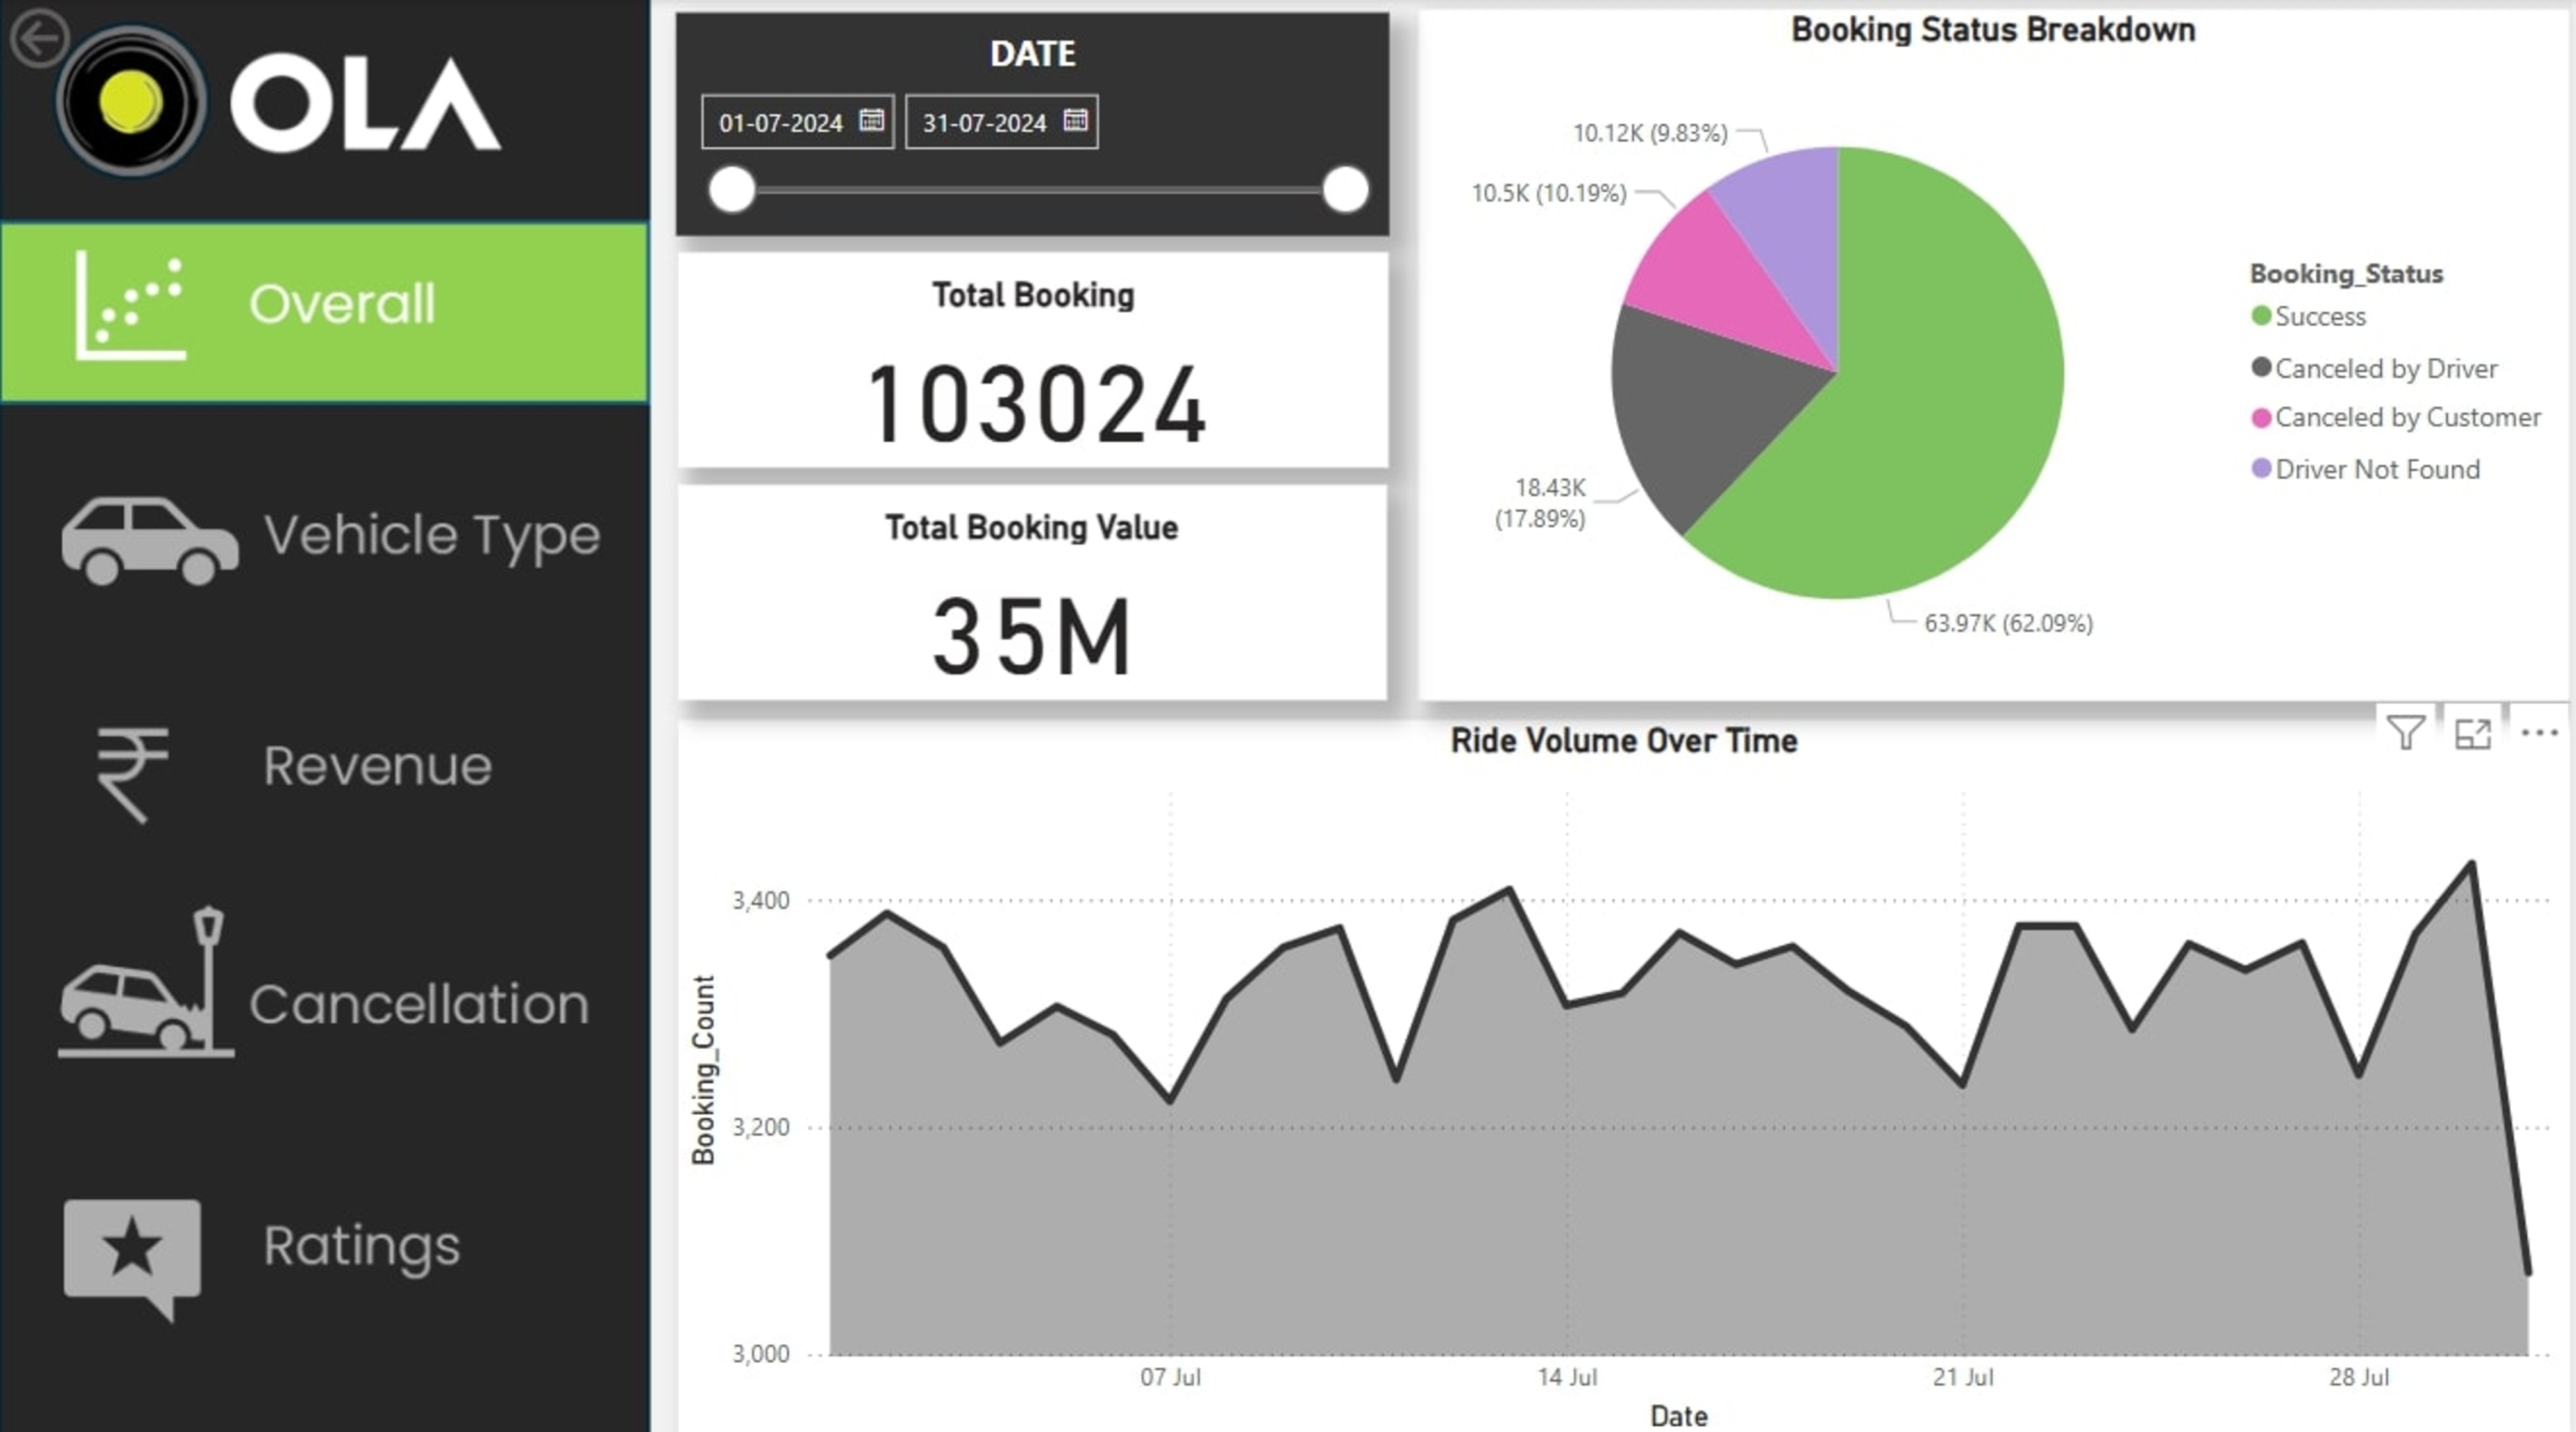 OLA
Overall
Vehicle Type
Revenue
Cancellation
Ratings
DATE
01-07-2024
31-07-2024
Total Booking
103024
Total Booking Value
35M
Booking Status Breakdown
10.12K (9.83%)
10.5K (10.19%)
18.43K
(17.89%)
63.97K (62.09%)
Booking_Status
Success
Canceled by Driver
Canceled by Customer
Driver Not Found
Ride Volume Over Time
Booking_Count
3,400
3,200
3,000
07 Jul
14 Jul
21 Jul
28 Jul
Date